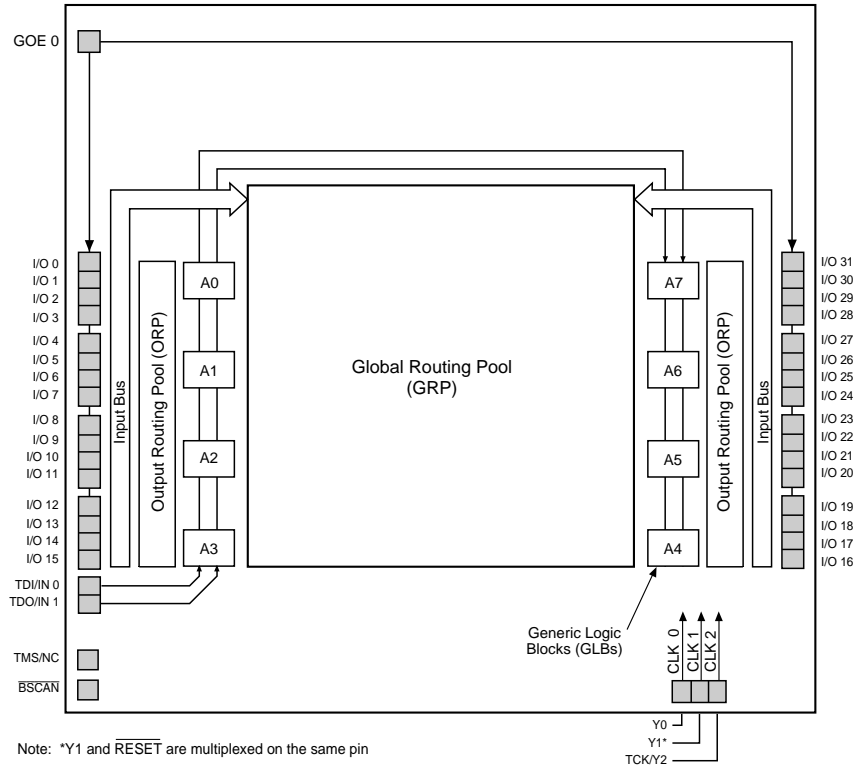 GOE 0
I/O 0
I/O 1
I/O 2
I/O 3
I/O 4
I/O 5
I/O 6
I/O 7
I/O 8
I/O 9
I/O 10
I/O 11
I/O 12
I/O 13
I/O 14
I/O 15
TDI/IN 0
TDO/IN 1
TMS/NC
BSCAN
Input Bus
Output Routing Pool (ORP)
A0
A1
A2
A3
Global Routing Pool
(GRP)
A7
A6
A5
A4
Output Routing Pool (ORP)
Input Bus
I/O 31
I/O 30
I/O 29
I/O 28
I/O 27
I/O 26
I/O 25
I/O 24
I/O 23
I/O 22
I/O 21
I/O 20
I/O 19
I/O 18
I/O 17
I/O 16
Generic Logic
Blocks (GLBs)
CLK 0
CLK 1
CLK 2
Y0
Y1*
TCK/Y2
Note: *Y1 and RESET are multiplexed on the same pin